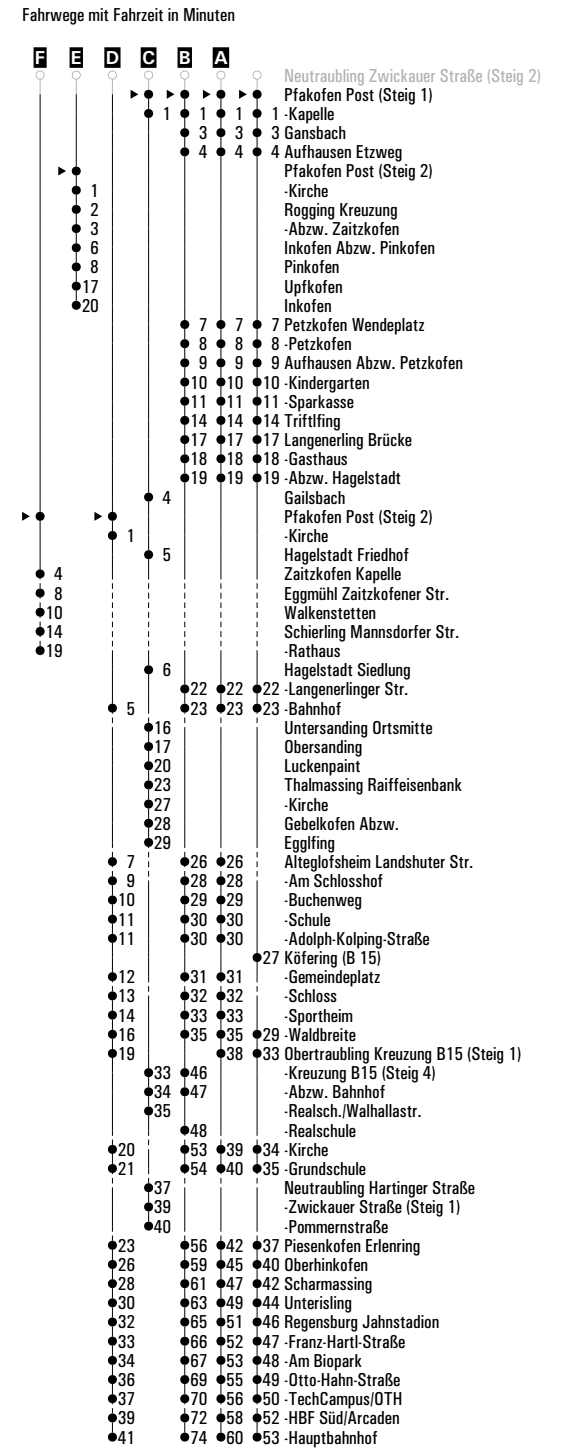 Fahrwege mit Fahrzeit in Minuten
F E D C B A
Neutraubling Zwickauer Straße (Steig 2)
Pfakofen Post (Steig 1)
1 1 1 1 -Kapelle
3 3 3 Gansbach
4 4 4 Aufhausen Etzweg
Pfakofen Post (Steig 2)
1 -Kirche
2 Rogging Kreuzung
3 -Abzw. Zaitzkofen
6 Inkofen Abzw. Pinkofen
8 Pinkofen
17 Upfkofen
20 Inkofen
7 7 7 Petzkofen Wendeplatz
8 8 8 -Petzkofen
9 9 9 Aufhausen Abzw. Petzkofen
10 10 10 -Kindergarten
11 11 11 -Sparkasse
14 14 14 Triftlfing
17 17 17 Langenerling Brücke
18 18 18 -Gasthaus
19 19 19 -Abzw. Hagelstadt
4 Gailsbach
Pfakofen Post (Steig 2)
1 -Kirche
5 Hagelstadt Friedhof
4 Zaitzkofen Kapelle
8 Eggmühl Zaitzkofener Str.
10 Walkenstetten
14 Schierling Mannsdorfer Str.
19 -Rathaus
6 Hagelstadt Siedlung
22 22 22 -Langenerlinger Str.
5 23 23 23 -Bahnhof
16 Untersanding Ortsmitte
17 Obersanding
20 Luckenpaint
23 Thalmassing Raiffeisenbank
27 -Kirche
28 Gebelkofen Abzw.
29 Egglfing
7 26 26 Alteglofsheim Landshuter Str.
9 28 28 -Am Schlosshof
10 29 29 -Buchenweg
11 30 30 -Schule
11 30 30 -Adolph-Kolping-Straße
27 Köfering (B 15)
12 31 31 -Gemeindeplatz
13 32 32 -Schloss
14 33 33 -Sportheim
16 35 35 29 -Waldbreite
19 38 33 Obertraubling Kreuzung B15 (Steig 1)
33 46 -Kreuzung B15 (Steig 4)
34 47 -Abzw. Bahnhof
35 -Realsch./Walhallastr.
48 -Realschule
20 53 39 34 -Kirche
21 54 40 35 -Grundschule
37 Neutraubling Hartinger Straße
39 -Zwickauer Straße (Steig 1)
40 -Pommernstraße
23 56 42 37 Piesenkofen Erlenring
26 59 45 40 Oberhinkofen
28 61 47 42 Scharmassing
30 63 49 44 Unterisling
32 65 51 46 Regensburg Jahnstadion
33 66 52 47 -Franz-Hartl-Straße
34 67 53 48 -Am Biopark
36 69 55 49 -Otto-Hahn-Straße
37 70 56 50 -TechCampus/OTH
39 72 58 52 -HBF Süd/Arcaden
41 74 60 53 -Hauptbahnhof